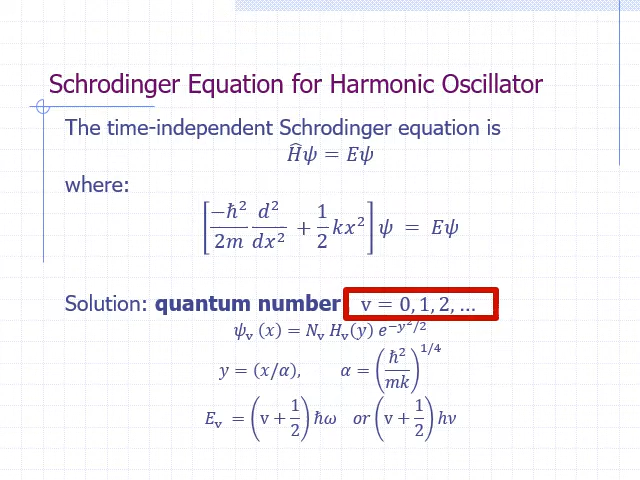 Schrodinger Equation for Harmonic Oscillator
The time-independent Schrodinger equation is
Ĥψ = Eψ
where:
[−ħ²/2m d²/dx² + 1/2 kx²] ψ = Eψ
Solution: quantum number v = 0, 1, 2, …
ψᵥ (x) = Nᵥ Hᵥ(y) e^(−y²/2)
y = (x/α), α = (ħ²/mk)^(1/4)
Eᵥ = (v + 1/2) ħω or (v + 1/2) hν